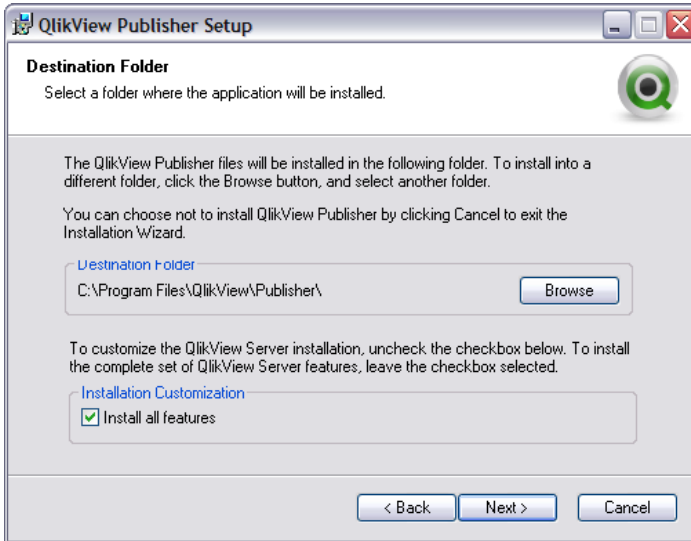 QlikView Publisher Setup
Destination Folder
Select a folder where the application will be installed.
The QlikView Publisher files will be installed in the following folder. To install into a
different folder, click the Browse button, and select another folder.
You can choose not to install QlikView Publisher by clicking Cancel to exit the
Installation Wizard.
Destination Folder
C:\Program Files\QlikView\Publisher\
Browse
To customize the QlikView Server installation, uncheck the checkbox below. To install
the complete set of QlikView Server features, leave the checkbox selected.
Installation Customization
Install all features
< Back
Next >
Cancel